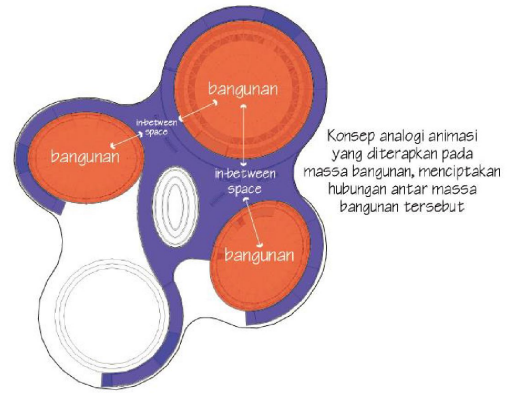 bangunan
in-between
space
bangunan
in-between
space
bangunan
Konsep analogi animasi
yang diterapkan pada
massa bangunan, menciptakan
hubungan antar massa
bangunan tersebut